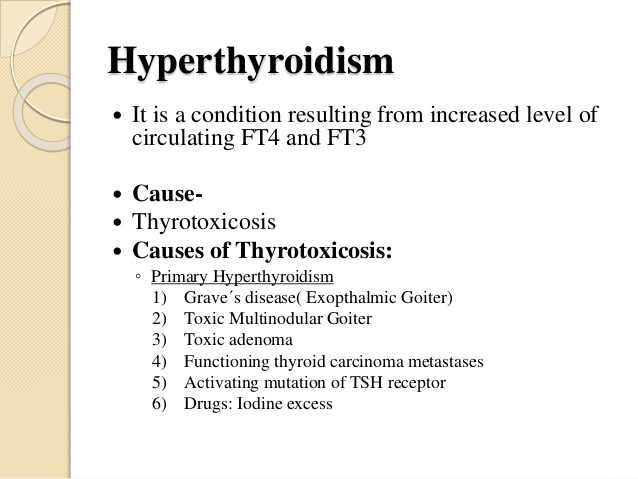 Hyperthyroidism
• It is a condition resulting from increased level of
circulating FT4 and FT3
• Cause-
• Thyrotoxicosis
• Causes of Thyrotoxicosis:
◦ Primary Hyperthyroidism
1) Grave´s disease( Exopthalmic Goiter)
2) Toxic Multinodular Goiter
3) Toxic adenoma
4) Functioning thyroid carcinoma metastases
5) Activating mutation of TSH receptor
6) Drugs: Iodine excess